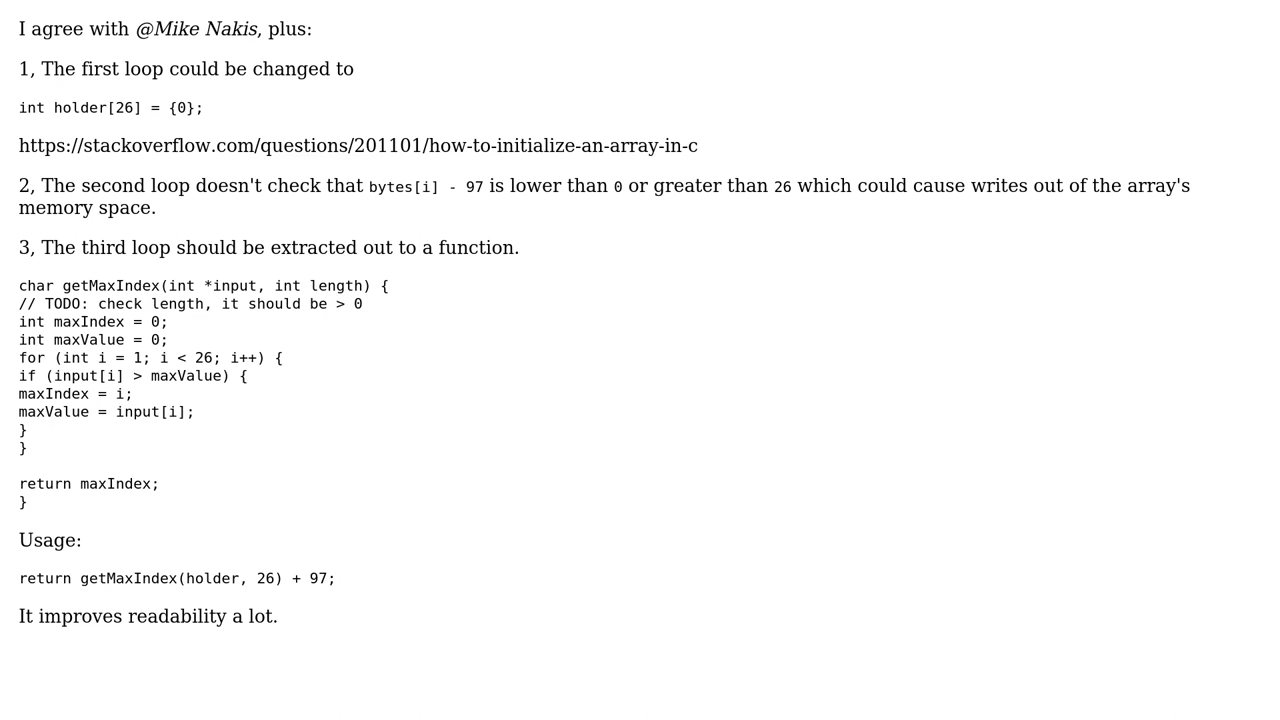 I agree with @Mike Nakis, plus:
1, The first loop could be changed to
int holder[26] = {0};
https://stackoverflow.com/questions/201101/how-to-initialize-an-array-in-c
2, The second loop doesn't check that bytes[i] - 97 is lower than 0 or greater than 26 which could cause writes out of the array's
memory space.
3, The third loop should be extracted out to a function.
char getMaxIndex(int *input, int length) {
// TODO: check length, it should be > 0
int maxIndex = 0;
int maxValue = 0;
for (int i = 1; i < 26; i++) {
if (input[i] > maxValue) {
maxIndex = i;
maxValue = input[i];
}
}
return maxIndex;
}
Usage:
return getMaxIndex(holder, 26) + 97;
It improves readability a lot.